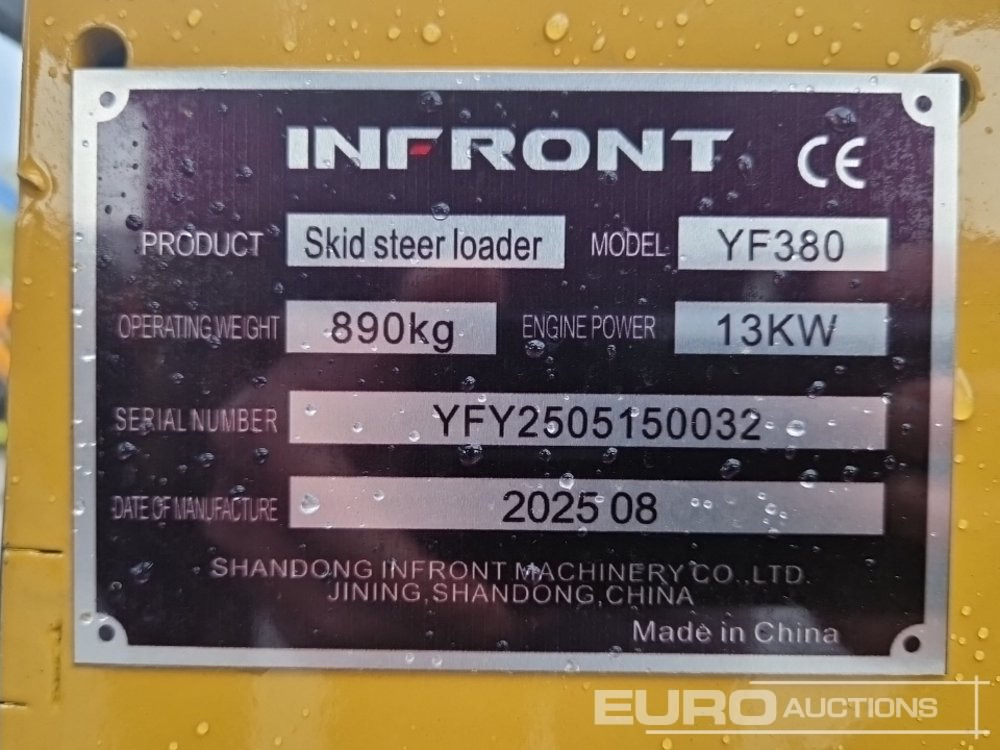 INFRONT CE
PRODUCT Skid steer loader MODEL YF380
OPERATING WEIGHT 890kg ENGINE POWER 13KW
SERIAL NUMBER YFY2505150032
DATE OF MANUFACTURE 2025 08
SHANDONG INFRONT MACHINERY CO.,LTD.
JINING,SHANDONG,CHINA
Made in China
EURO AUCTIONS